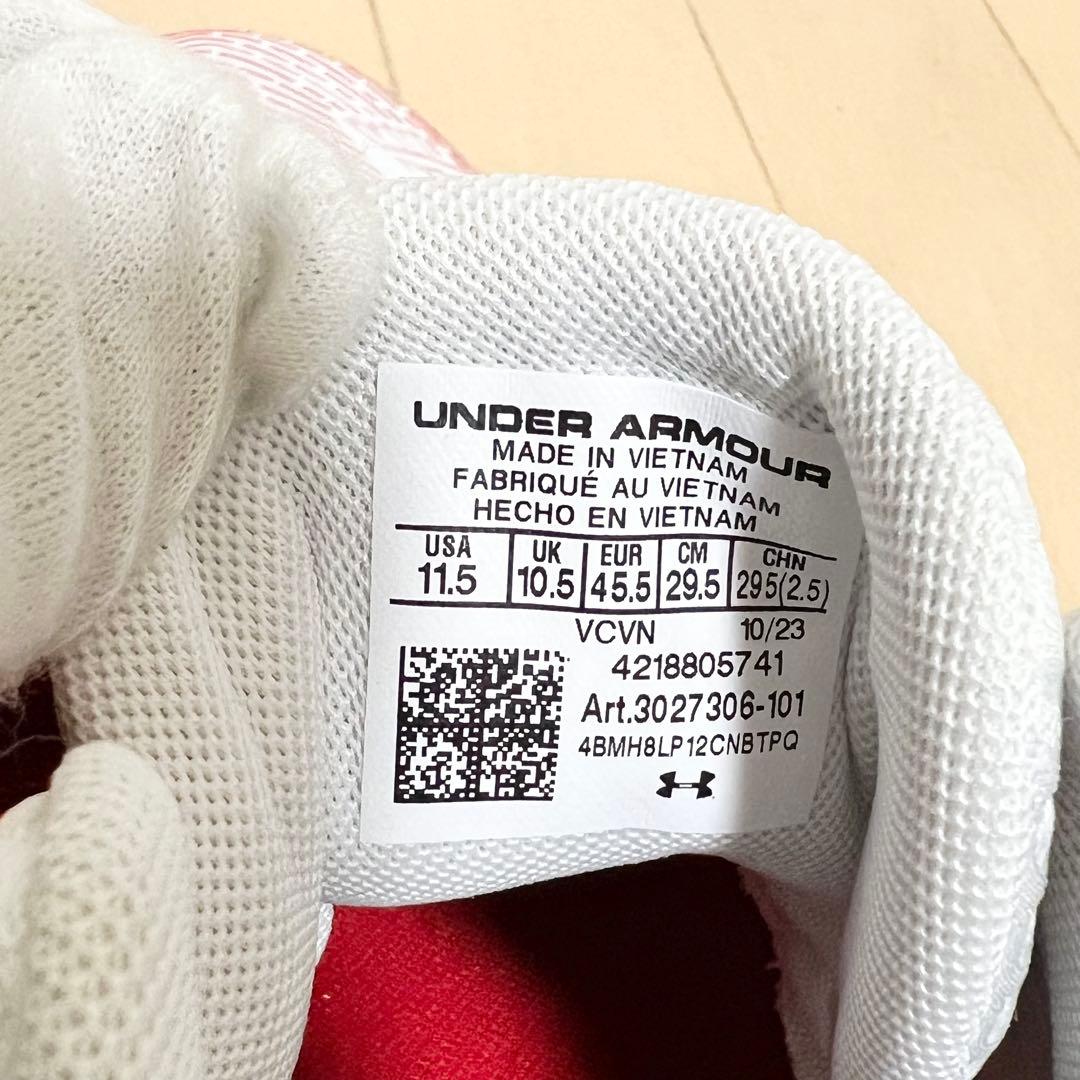 UNDER ARMOUR
MADE IN VIETNAM
FABRIQUÉ AU VIETNAM
HECHO EN VIETNAM
USA UK EUR CM CHN
11.5 10.5 45.5 29.5 295(2.5)
VCVN 10/23
4218805741
Art.3027306-101
4BMH8LP12CNBTPQ